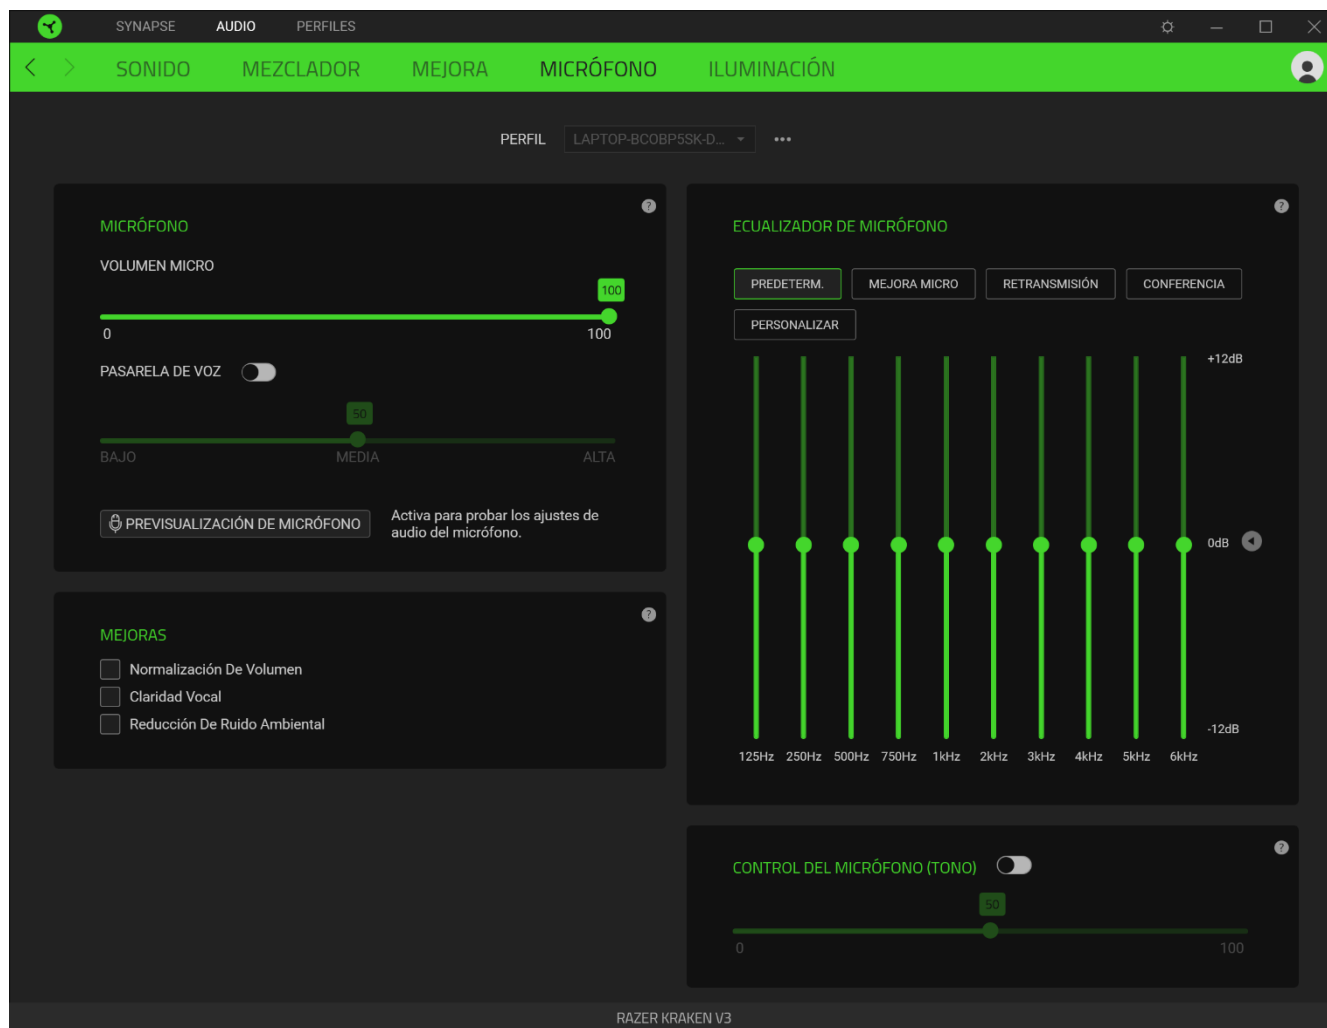 SYNAPSE AUDIO PERFILES
SONIDO MEZCLADOR MEJORA MICRÓFONO ILUMINACIÓN
PERFIL LAPTOP-BCOBP5SK-D...
MICRÓFONO
VOLUMEN MICRO
100
0 100
PASARELA DE VOZ
50
BAJO MEDIA ALTA
PREVISUALIZACIÓN DE MICRÓFONO
Activa para probar los ajustes de
audio del micrófono.
MEJORAS
Normalización De Volumen
Claridad Vocal
Reducción De Ruido Ambiental
ECUALIZADOR DE MICRÓFONO
PREDETERM. MEJORA MICRO RETRANSMISIÓN CONFERENCIA
PERSONALIZAR
+12dB
0dB
-12dB
125Hz 250Hz 500Hz 750Hz 1kHz 2kHz 3kHz 4kHz 5kHz 6kHz
CONTROL DEL MICRÓFONO (TONO)
50
0 100
RAZER KRAKEN V3